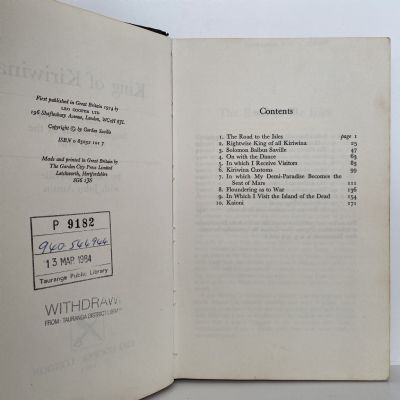 King of Kiriwina
First published in Great Britain 1974 by
LEO COOPER LTD
196 Shaftesbury Avenue, London, WC2H 8JL
Copyright © by Gordon Saville
ISBN 0 85052 101 7
Made and printed in Great Britain by
The Garden City Press Limited
Letchworth, Hertfordshire
SG6 1JS
P 9182
940.544944
13 MAR 1984
Tauranga Public Library
WITHDRAWN
FROM TAURANGA DISTRICT LIBRARY
Contents
1. The Road to the Isles page 1
2. Rightwise King of all Kiriwina 25
3. Solomon Balbus Saville 47
4. On with the Dance 63
5. In which I Receive Visitors 85
6. Kiriwina Customs 99
7. In which My Demi-Paradise Becomes the
Seat of Mars 111
8. Floundering as to War 136
9. In Which I Visit the Island of the Dead 154
10. Kaioni 171